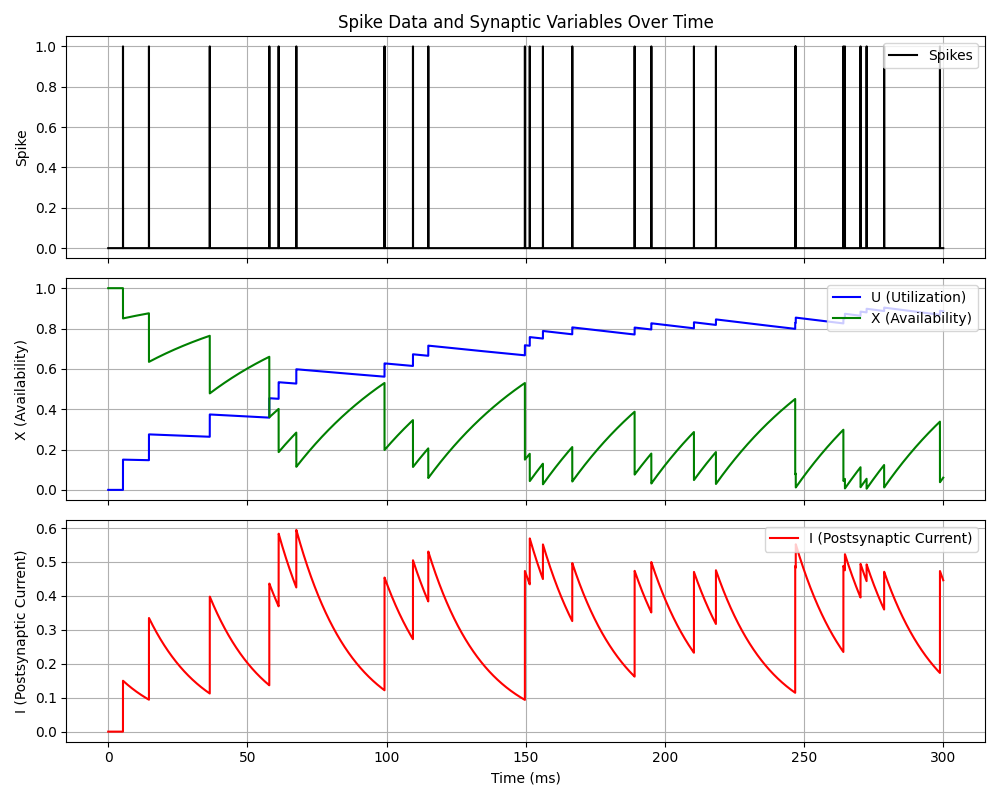 Spike Data and Synaptic Variables Over Time
1.0
0.8
0.6
0.4
0.2
0.0
Spike
Spikes
1.0
0.8
0.6
0.4
0.2
0.0
X (Availability)
U (Utilization)
X (Availability)
0.6
0.5
0.4
0.3
0.2
0.1
0.0
I (Postsynaptic Current)
I (Postsynaptic Current)
0 50 100 150 200 250 300
Time (ms)